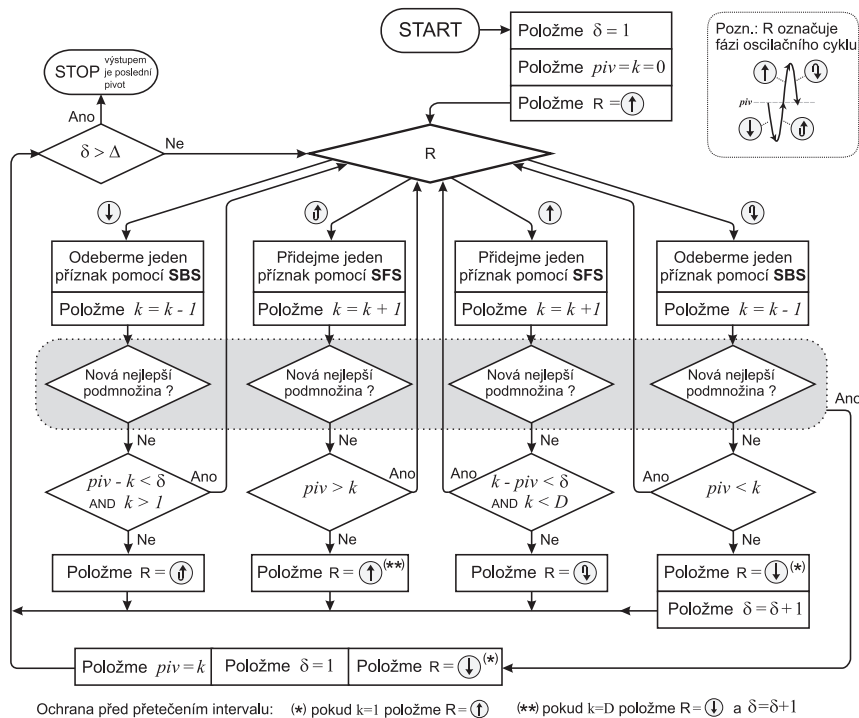 START
Položme δ = 1
Položme piv = k = 0
Položme R = ↑
Pozn.: R označuje
fázi oscilačního cyklu
piv
STOP výstupem
je poslední
pivot
Ano
δ > Δ
Ne
R
Odeberme jeden
příznak pomocí SBS
Položme k = k - 1
Přidejme jeden
příznak pomocí SFS
Položme k = k + 1
Přidejme jeden
příznak pomocí SFS
Položme k = k +1
Odeberme jeden
příznak pomocí SBS
Položme k = k - 1
Nová nejlepší
podmnožina ?
Nová nejlepší
podmnožina ?
Nová nejlepší
podmnožina ?
Nová nejlepší
podmnožina ?
Ano
Ne
Ne
Ne
Ne
piv - k < δ
AND k > 1
Ano
piv > k
Ano
k - piv < δ
AND k < D
Ano
piv < k
Ano
Ne
Ne
Ne
Ne
Položme R =
Položme R = ↑ (**)
Položme R =
Položme R = ↓ (*)
Položme δ = δ + 1
Položme piv = k
Položme δ = 1
Položme R = ↓ (*)
Ochrana před přetečením intervalu: (*) pokud k=1 položme R = ↑ (**) pokud k=D položme R = ↓ a δ=δ+1